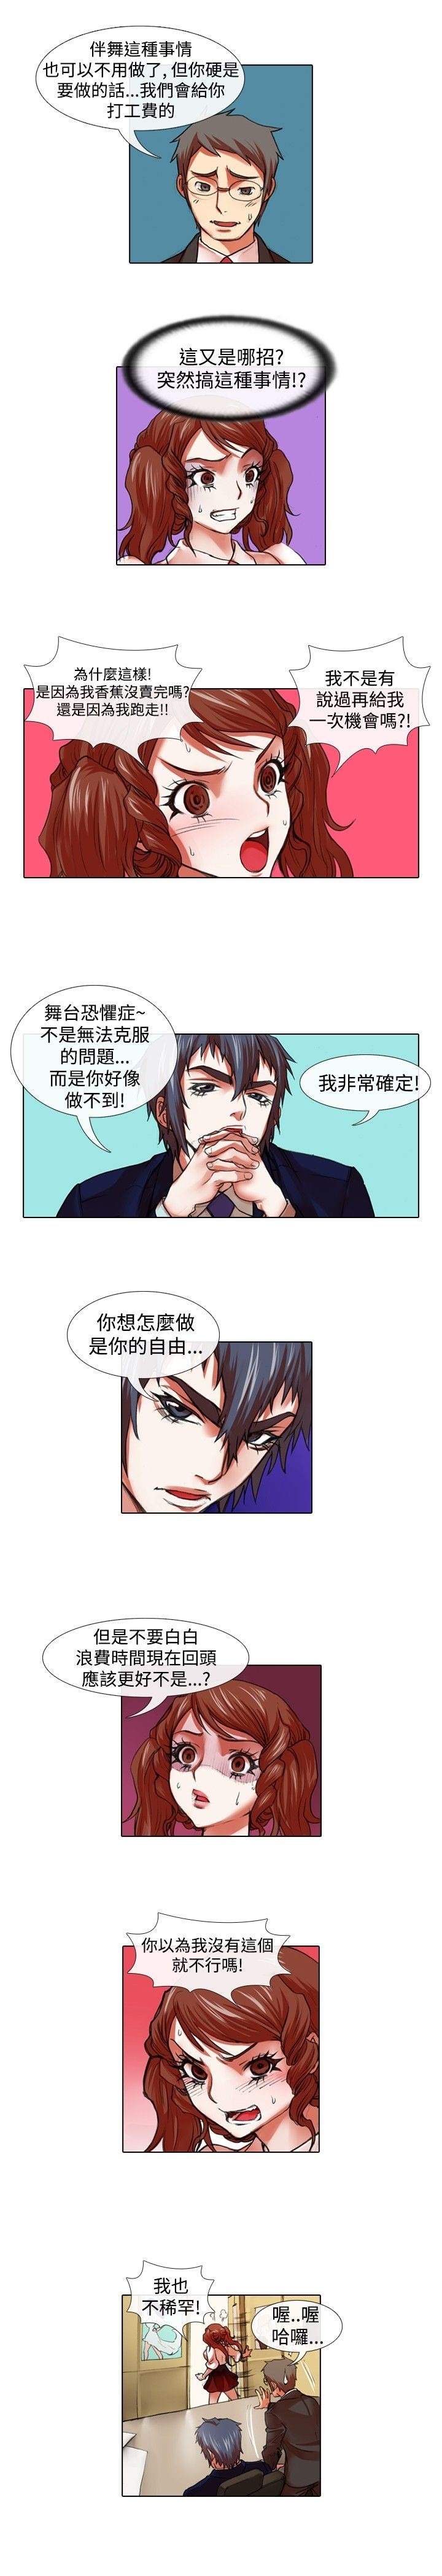 伴舞這種事情
也可以不用做了, 但你硬是
要做的話...我們會給你
打工費的
這又是哪招?
突然搞這種事情!?
為什麼這樣!
是因為我香蕉沒賣完嗎?
還是因為我跑走!!
我不是有
說過再給我
一次機會嗎?!
舞台恐懼症~
不是無法克服
的問題...
而是你好像
做不到!
我非常確定!
你想怎麼做
是你的自由...
但是不要白白
浪費時間現在回頭
應該更好不是...?
你以為我沒有這個
就不行嗎!
我也
不稀罕!
喔..喔
哈囉...